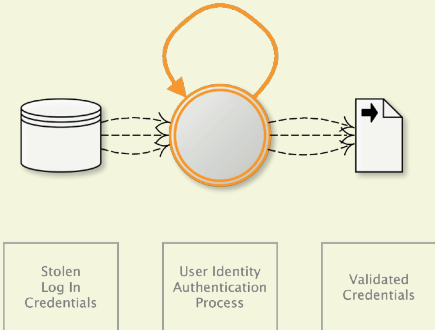 Stolen
Log In
Credentials
User Identity
Authentication
Process
Validated
Credentials